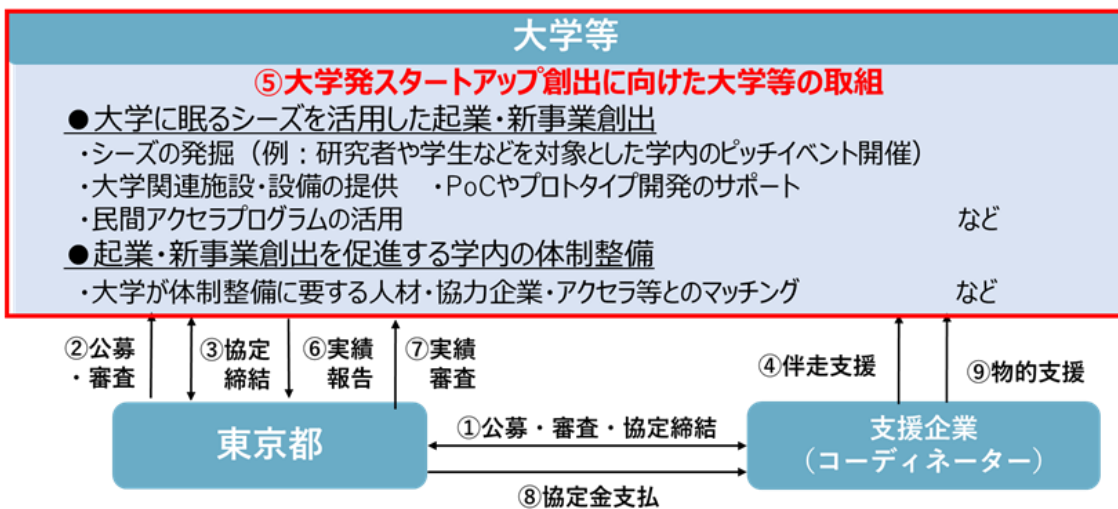 大学等
⑤大学発スタートアップ創出に向けた大学等の取組
●大学に眠るシーズを活用した起業・新事業創出
・シーズの発掘（例：研究者や学生などを対象とした学内のピッチイベント開催）
・大学関連施設・設備の提供　・PoCやプロトタイプ開発のサポート
・民間アクセラプログラムの活用　など
●起業・新事業創出を促進する学内の体制整備
・大学が体制整備に要する人材・協力企業・アクセラ等とのマッチング　など
②公募
・審査
③協定
締結
⑥実績
報告
⑦実績
審査
④伴走支援
⑨物的支援
東京都
①公募・審査・協定締結
⑧協定金支払
支援企業
（コーディネーター）